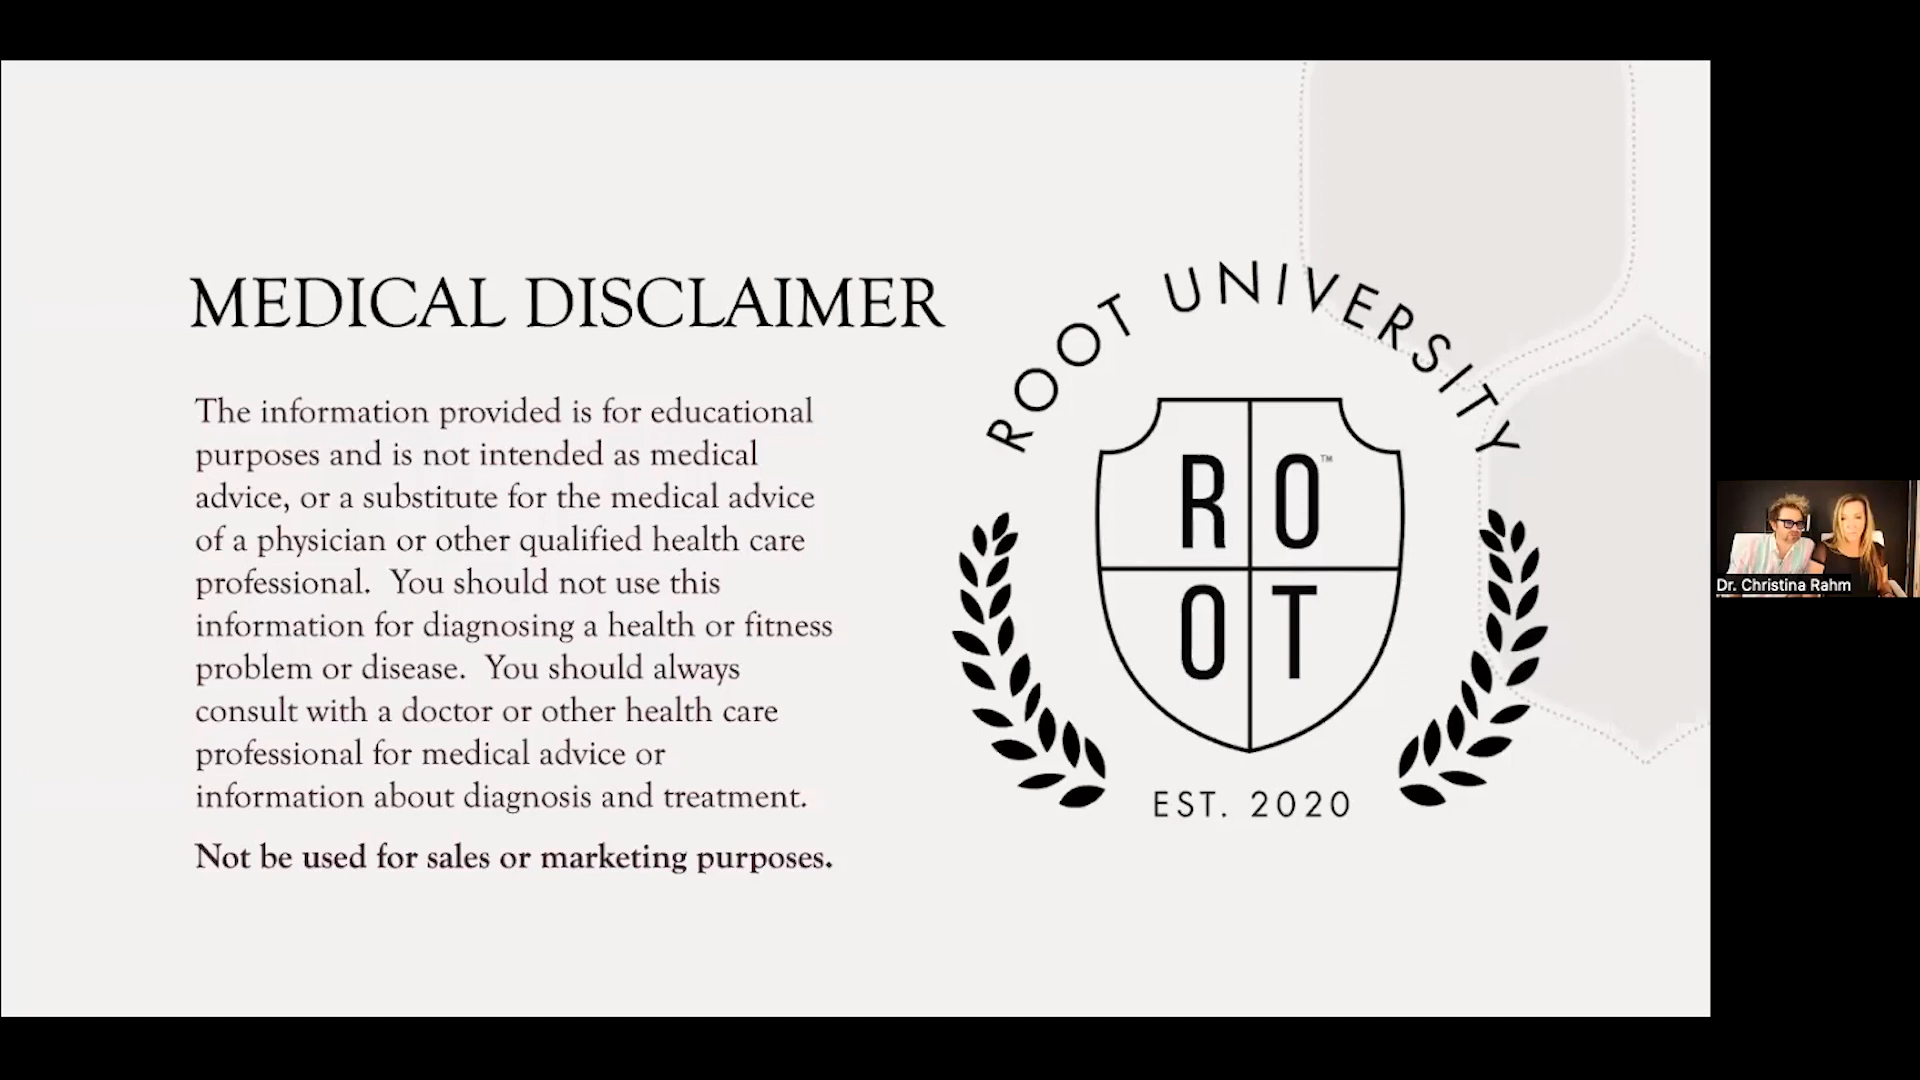 MEDICAL DISCLAIMER
The information provided is for educational
purposes and is not intended as medical
advice, or a substitute for the medical advice
of a physician or other qualified health care
professional.  You should not use this
information for diagnosing a health or fitness
problem or disease.  You should always
consult with a doctor or other health care
professional for medical advice or
information about diagnosis and treatment.
Not be used for sales or marketing purposes.
ROOT UNIVERSITY
R O™
O T
EST. 2020
Dr. Christina Rahm